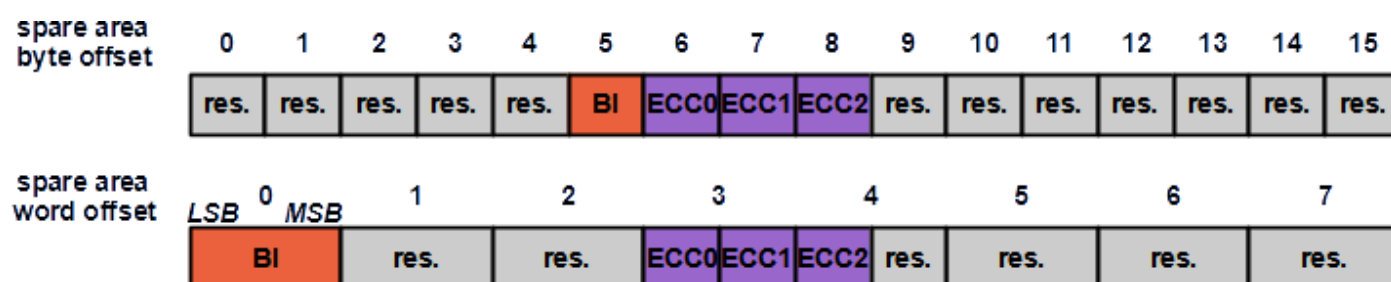 spare area
byte offset
0 1 2 3 4 5 6 7 8 9 10 11 12 13 14 15
res. res. res. res. res. BI ECC0 ECC1 ECC2 res. res. res. res. res. res. res.
spare area
word offset
0 1 2 3 4 5 6 7
LSB MSB
BI res. res. ECC0 ECC1 ECC2 res. res. res. res.